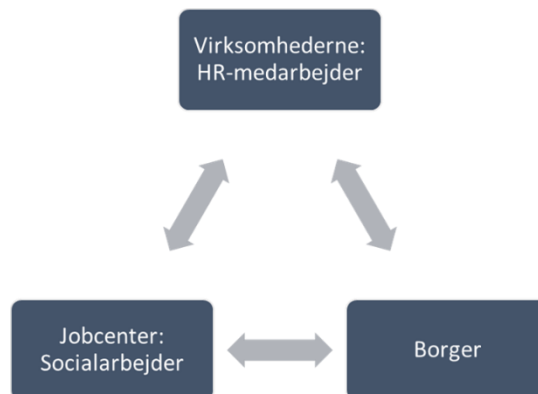 Virksomhederne:
HR-medarbejder
Jobcenter:
Socialarbejder
Borger